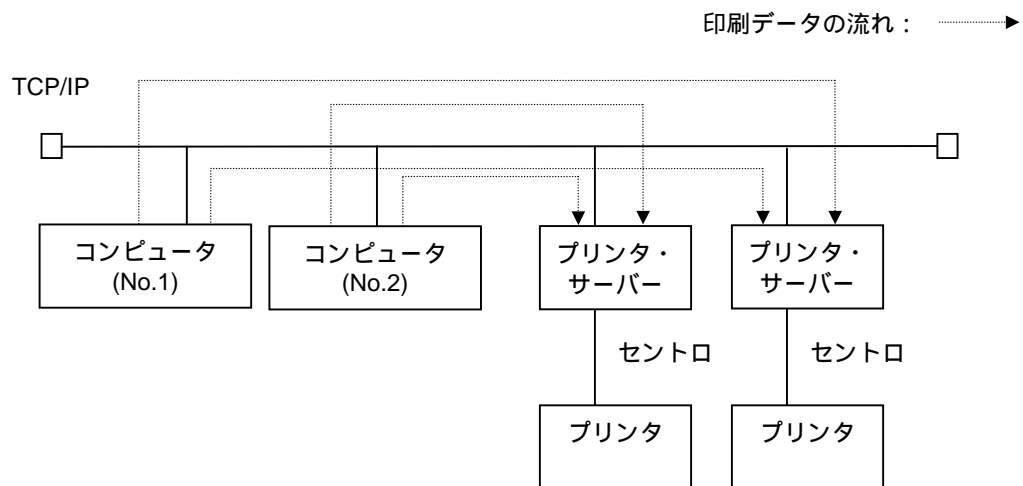 印刷データの流れ：
TCP/IP
コンピュータ
(No.1)
コンピュータ
(No.2)
プリンタ・
サーバー
プリンタ・
サーバー
セントロ
セントロ
プリンタ
プリンタ